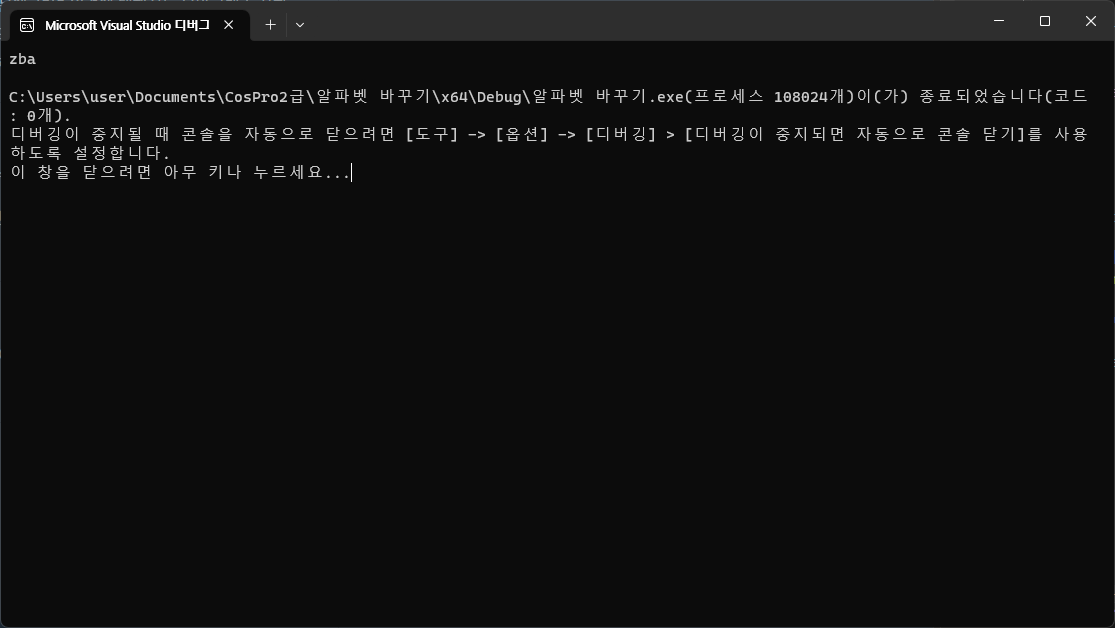 Microsoft Visual Studio 디버그
zba
C:\Users\user\Documents\CosPro2급\알파벳 바꾸기\x64\Debug\알파벳 바꾸기.exe(프로세스 108024개)이(가) 종료되었습니다(코드
: 0개).
디버깅이 중지될 때 콘솔을 자동으로 닫으려면 [도구] -> [옵션] -> [디버깅] > [디버깅이 중지되면 자동으로 콘솔 닫기]를 사용
하도록 설정합니다.
이 창을 닫으려면 아무 키나 누르세요...